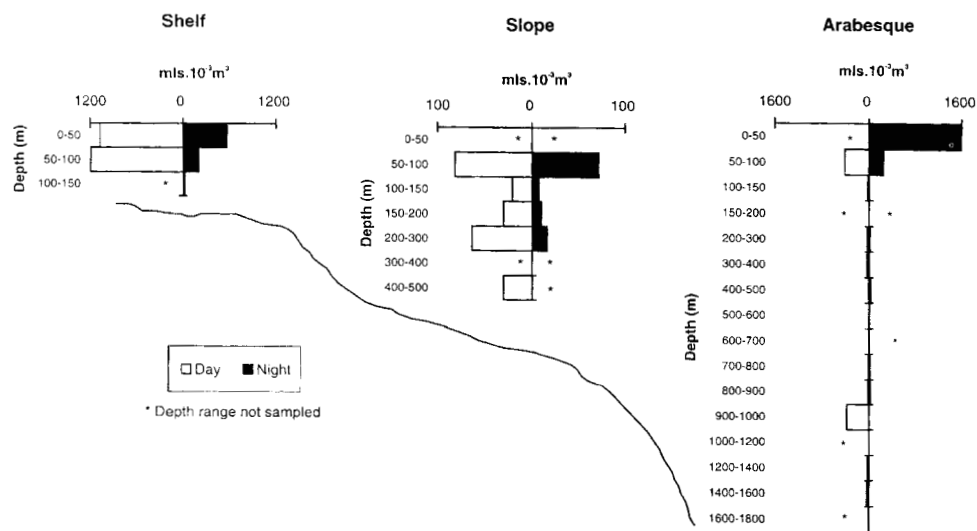 Shelf
mls.10⁻³m³
1200 0 1200
Depth (m)
0-50
50-100
100-150 *
Slope
mls.10⁻³m³
100 0 100
Depth (m)
0-50 * *
50-100
100-150
150-200
200-300
300-400 * *
400-500 *
Arabesque
mls.10⁻³m³
1600 0 1600
Depth (m)
0-50 *
50-100
100-150
150-200 * *
200-300
300-400
400-500
500-600
600-700 *
700-800
800-900
900-1000
1000-1200 *
1200-1400
1400-1600
1600-1800 *
Day Night
* Depth range not sampled